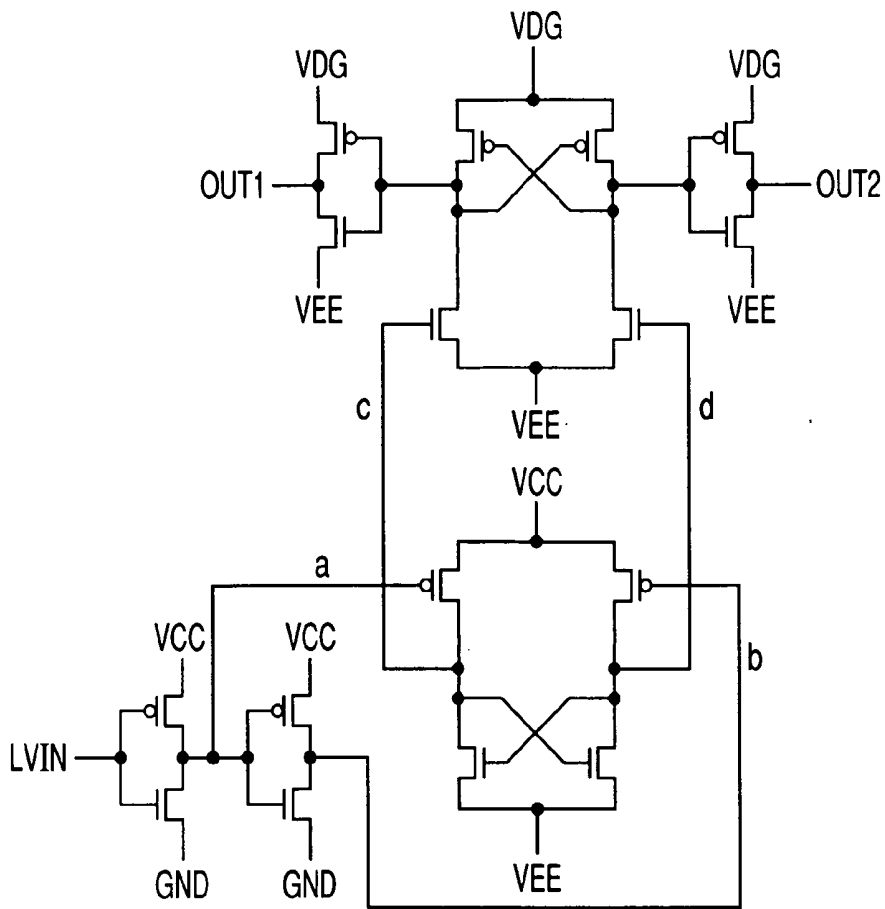 VDG
VDG
VDG
OUT1
OUT2
VEE
VEE
c
VEE
d
VCC
a
VCC
VCC
b
LVIN
GND
GND
VEE